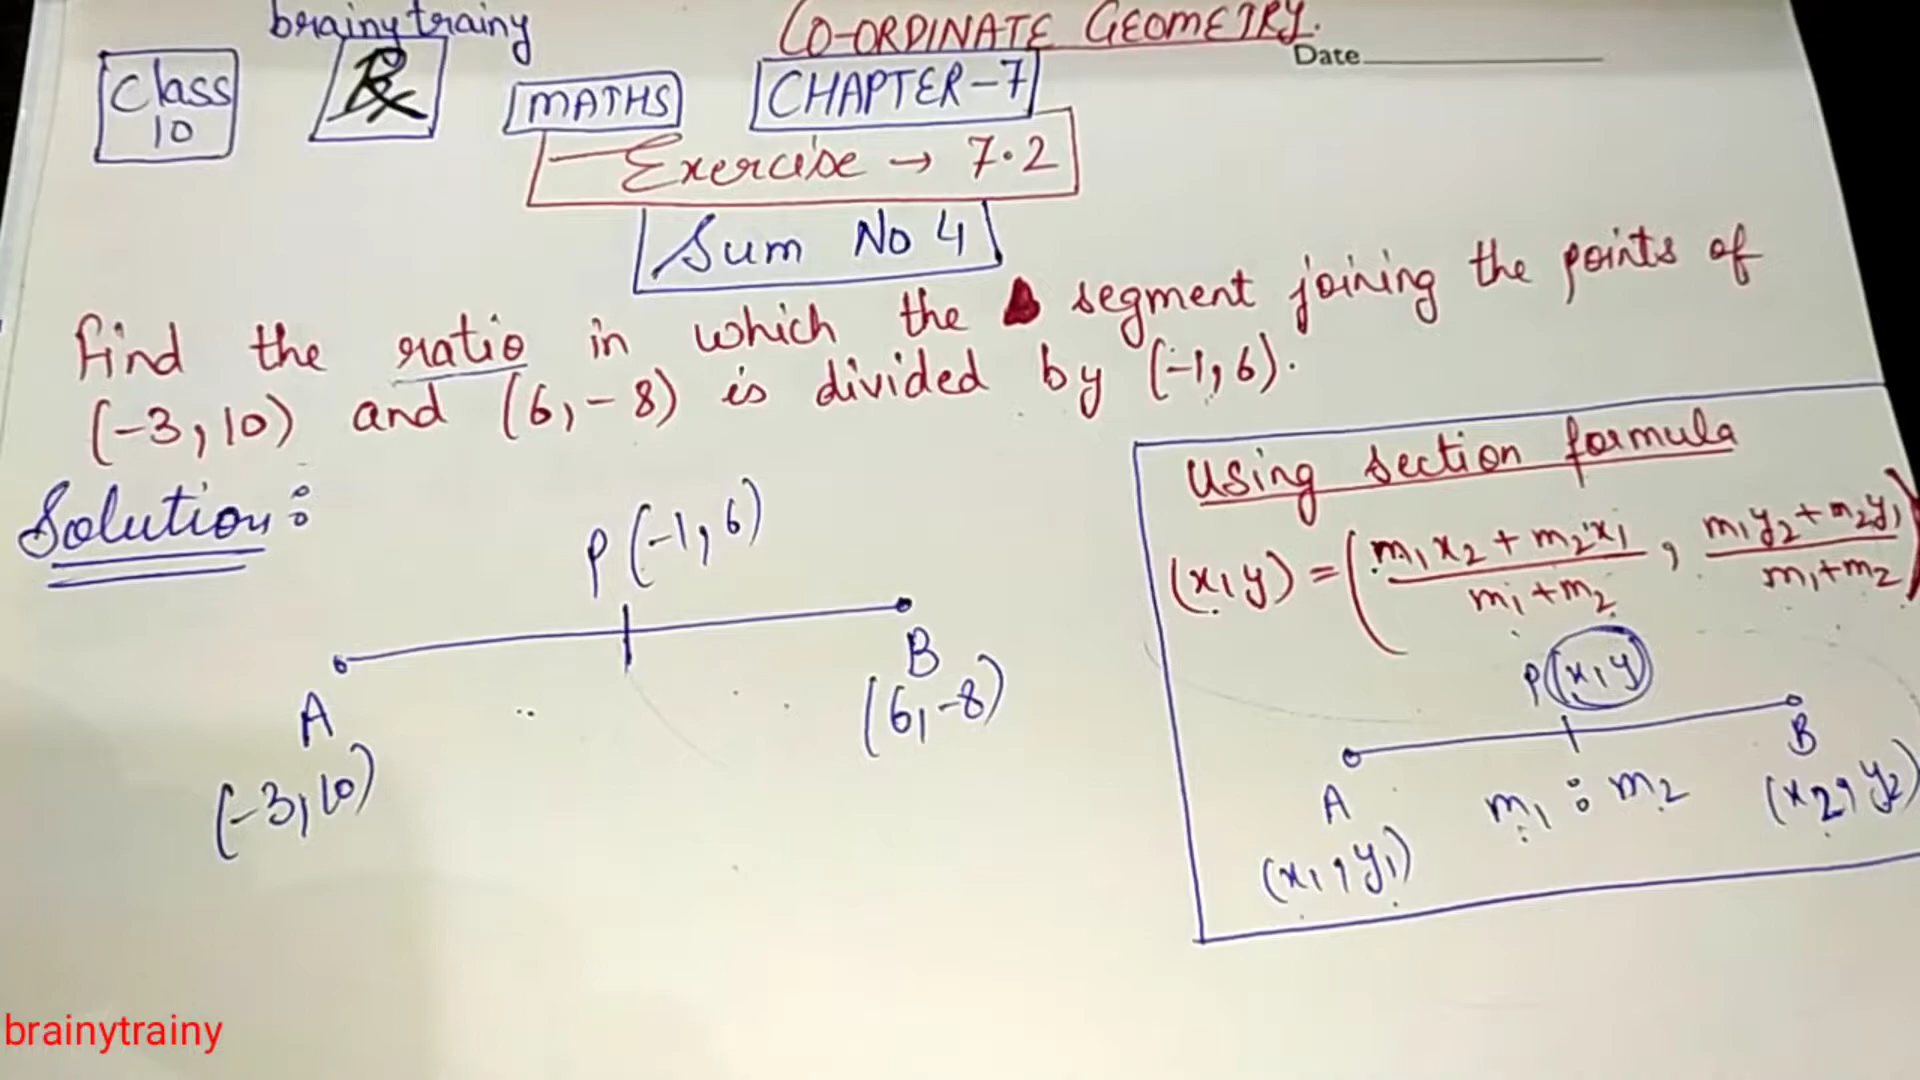 brainytrainy
CO-ORDINATE GEOMETRY.
Date
Class
10
MATHS
CHAPTER-7
Exercise → 7.2
Sum No 4
find the ratio in which the segment joining the points of
(-3,10) and (6,-8) is divided by (-1,6).
Solution:
P(-1,6)
A
(-3,10)
B
(6,-8)
Using section formula
(x,y) = (m₁x₂ + m₂x₁ / m₁+m₂ , m₁y₂ + m₂y₁ / m₁+m₂)
P(x,y)
A
m₁ : m₂
B
(x₁,y₁)
(x₂,y₂)
brainytrainy